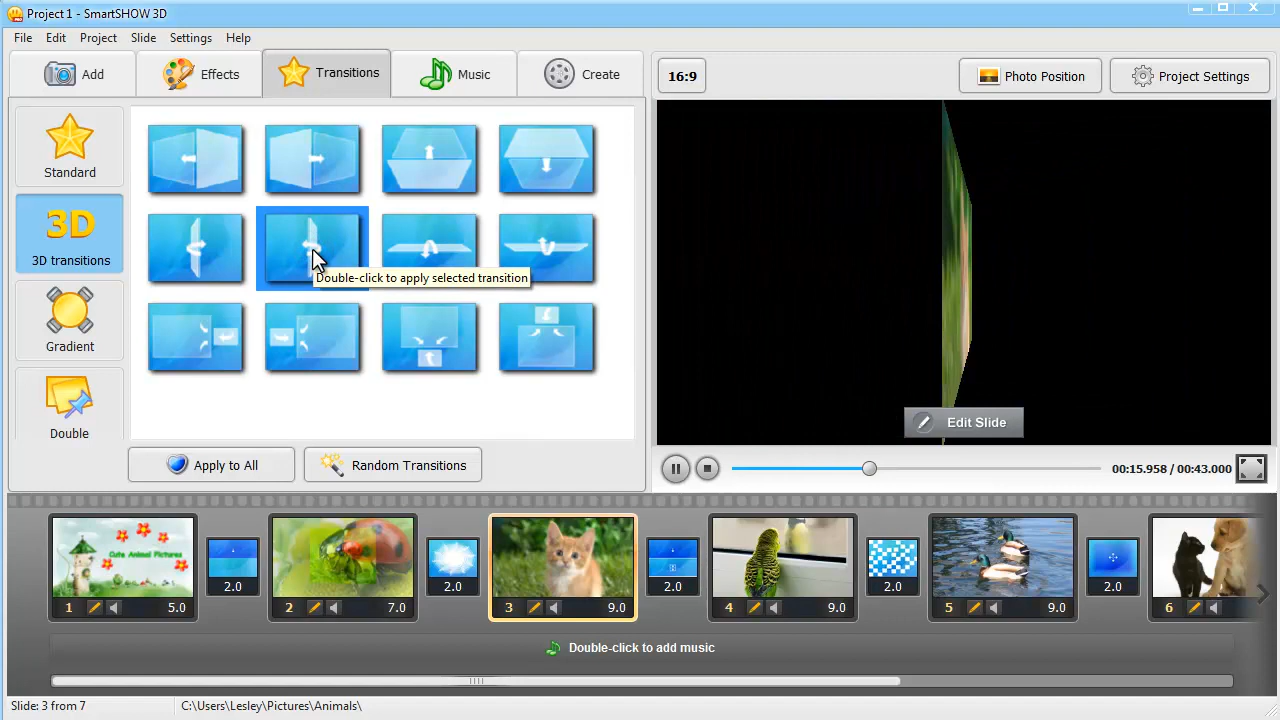 Project 1 - SmartSHOW 3D
File Edit Project Slide Settings Help
Add Effects Transitions Music Create
16:9 Photo Position Project Settings
Standard
3D
3D transitions
Gradient
Double
Double-click to apply selected transition
Edit Slide
Apply to All Random Transitions
00:15.958 / 00:43.000
Cute Animal Pictures
1 5.0 2.0 2 7.0 2.0 3 9.0 2.0 4 9.0 2.0 5 9.0 2.0 6
Double-click to add music
Slide: 3 from 7 C:\Users\Lesley\Pictures\Animals\